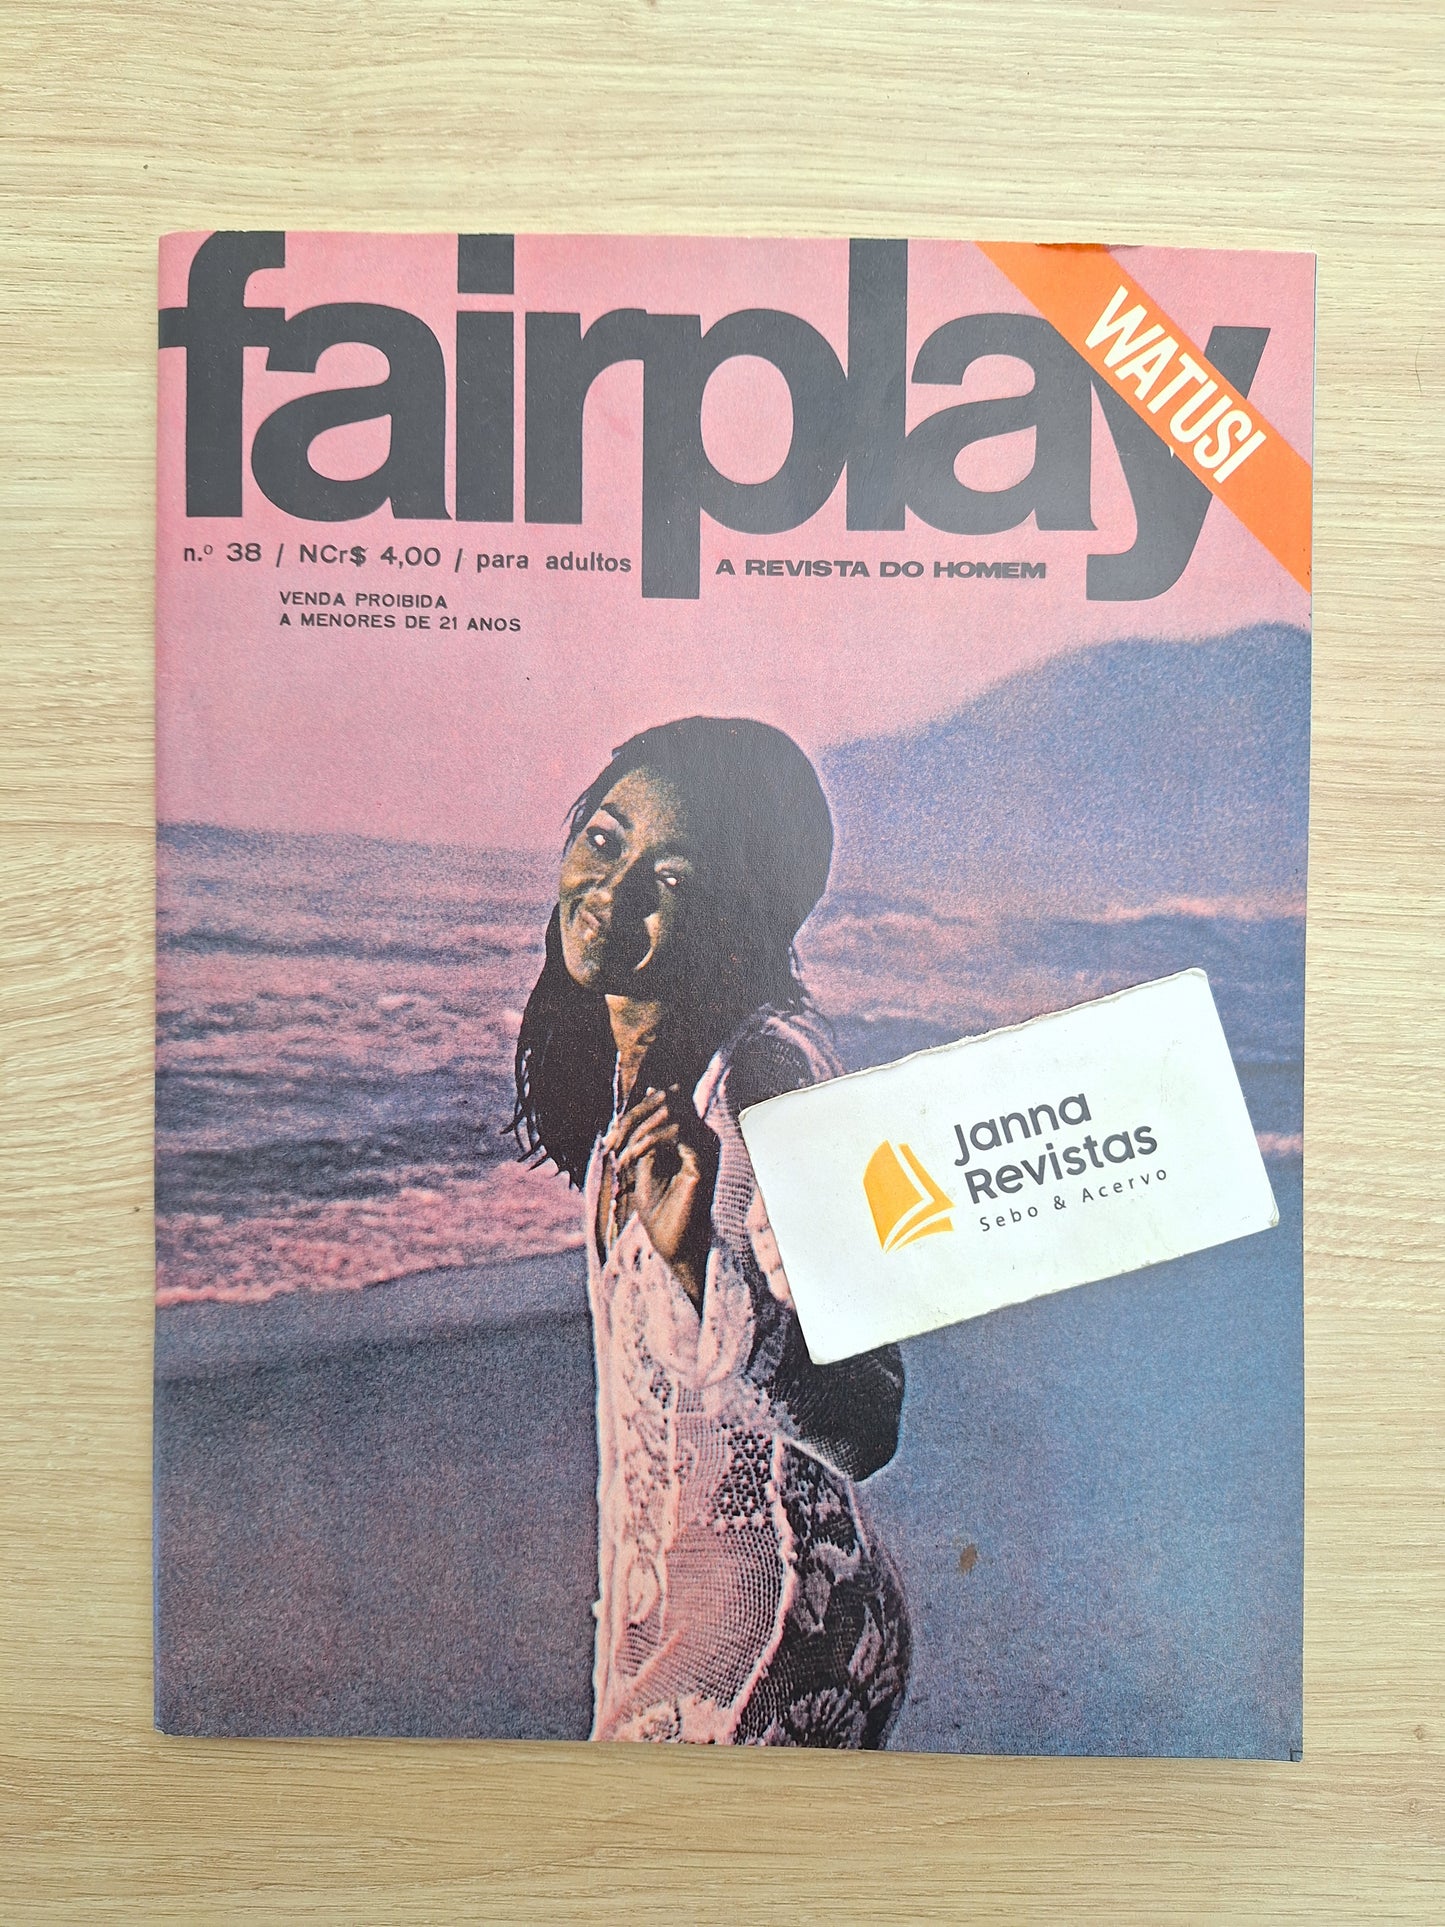 fairplay
WATUSI
n.º 38 / NCr$ 4,00 / para adultos
A REVISTA DO HOMEM
VENDA PROIBIDA
A MENORES DE 21 ANOS
Janna
Revistas
Sebo & Acervo